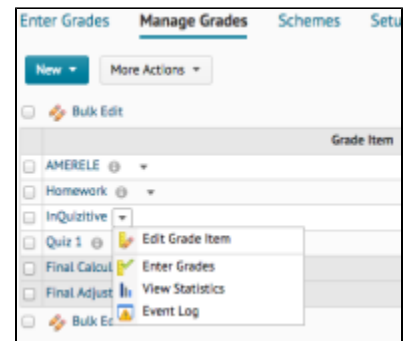 Enter Grades Manage Grades Schemes Setu
New More Actions
Bulk Edit
Grade Item
AMERELE
Homework
InQuizitive
Quiz 1 Edit Grade Item
Final Calcul Enter Grades
Final Adjust View Statistics
Bulk Ed Event Log